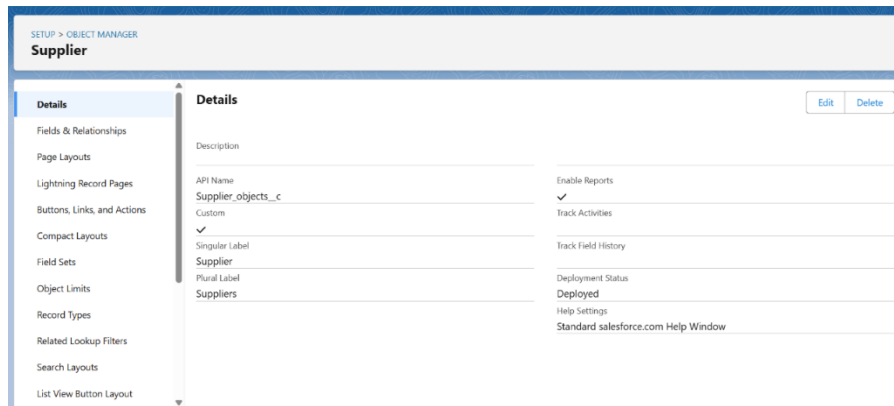 SETUP > OBJECT MANAGER
Supplier
Details
Fields & Relationships
Page Layouts
Lightning Record Pages
Buttons, Links, and Actions
Compact Layouts
Field Sets
Object Limits
Record Types
Related Lookup Filters
Search Layouts
List View Button Layout
Details
Edit
Delete
Description
API Name
Supplier_objects__c
Custom
Singular Label
Supplier
Plural Label
Suppliers
Enable Reports
Track Activities
Track Field History
Deployment Status
Deployed
Help Settings
Standard salesforce.com Help Window